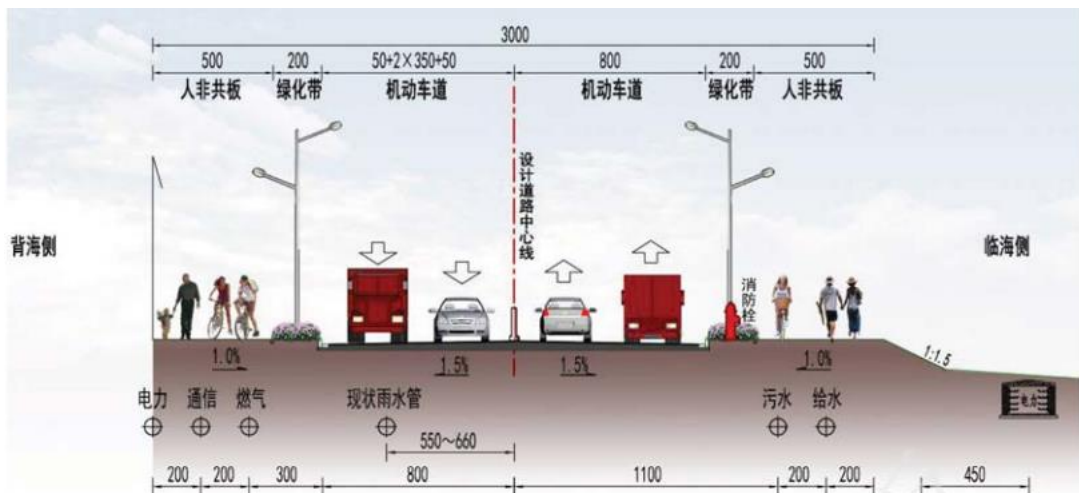 3000
500 200 50+2×350+50 800 200 500
人非共板 绿化带 机动车道 机动车道 绿化带 人非共板
设计道路中心线
背海侧
临海侧
消防栓
1.0% 1.5% 1.5% 1.0% 1:1.5
电力 通信 燃气 现状雨水管 污水 给水 电力
550～660
200 200 300 800 1100 200 200 450